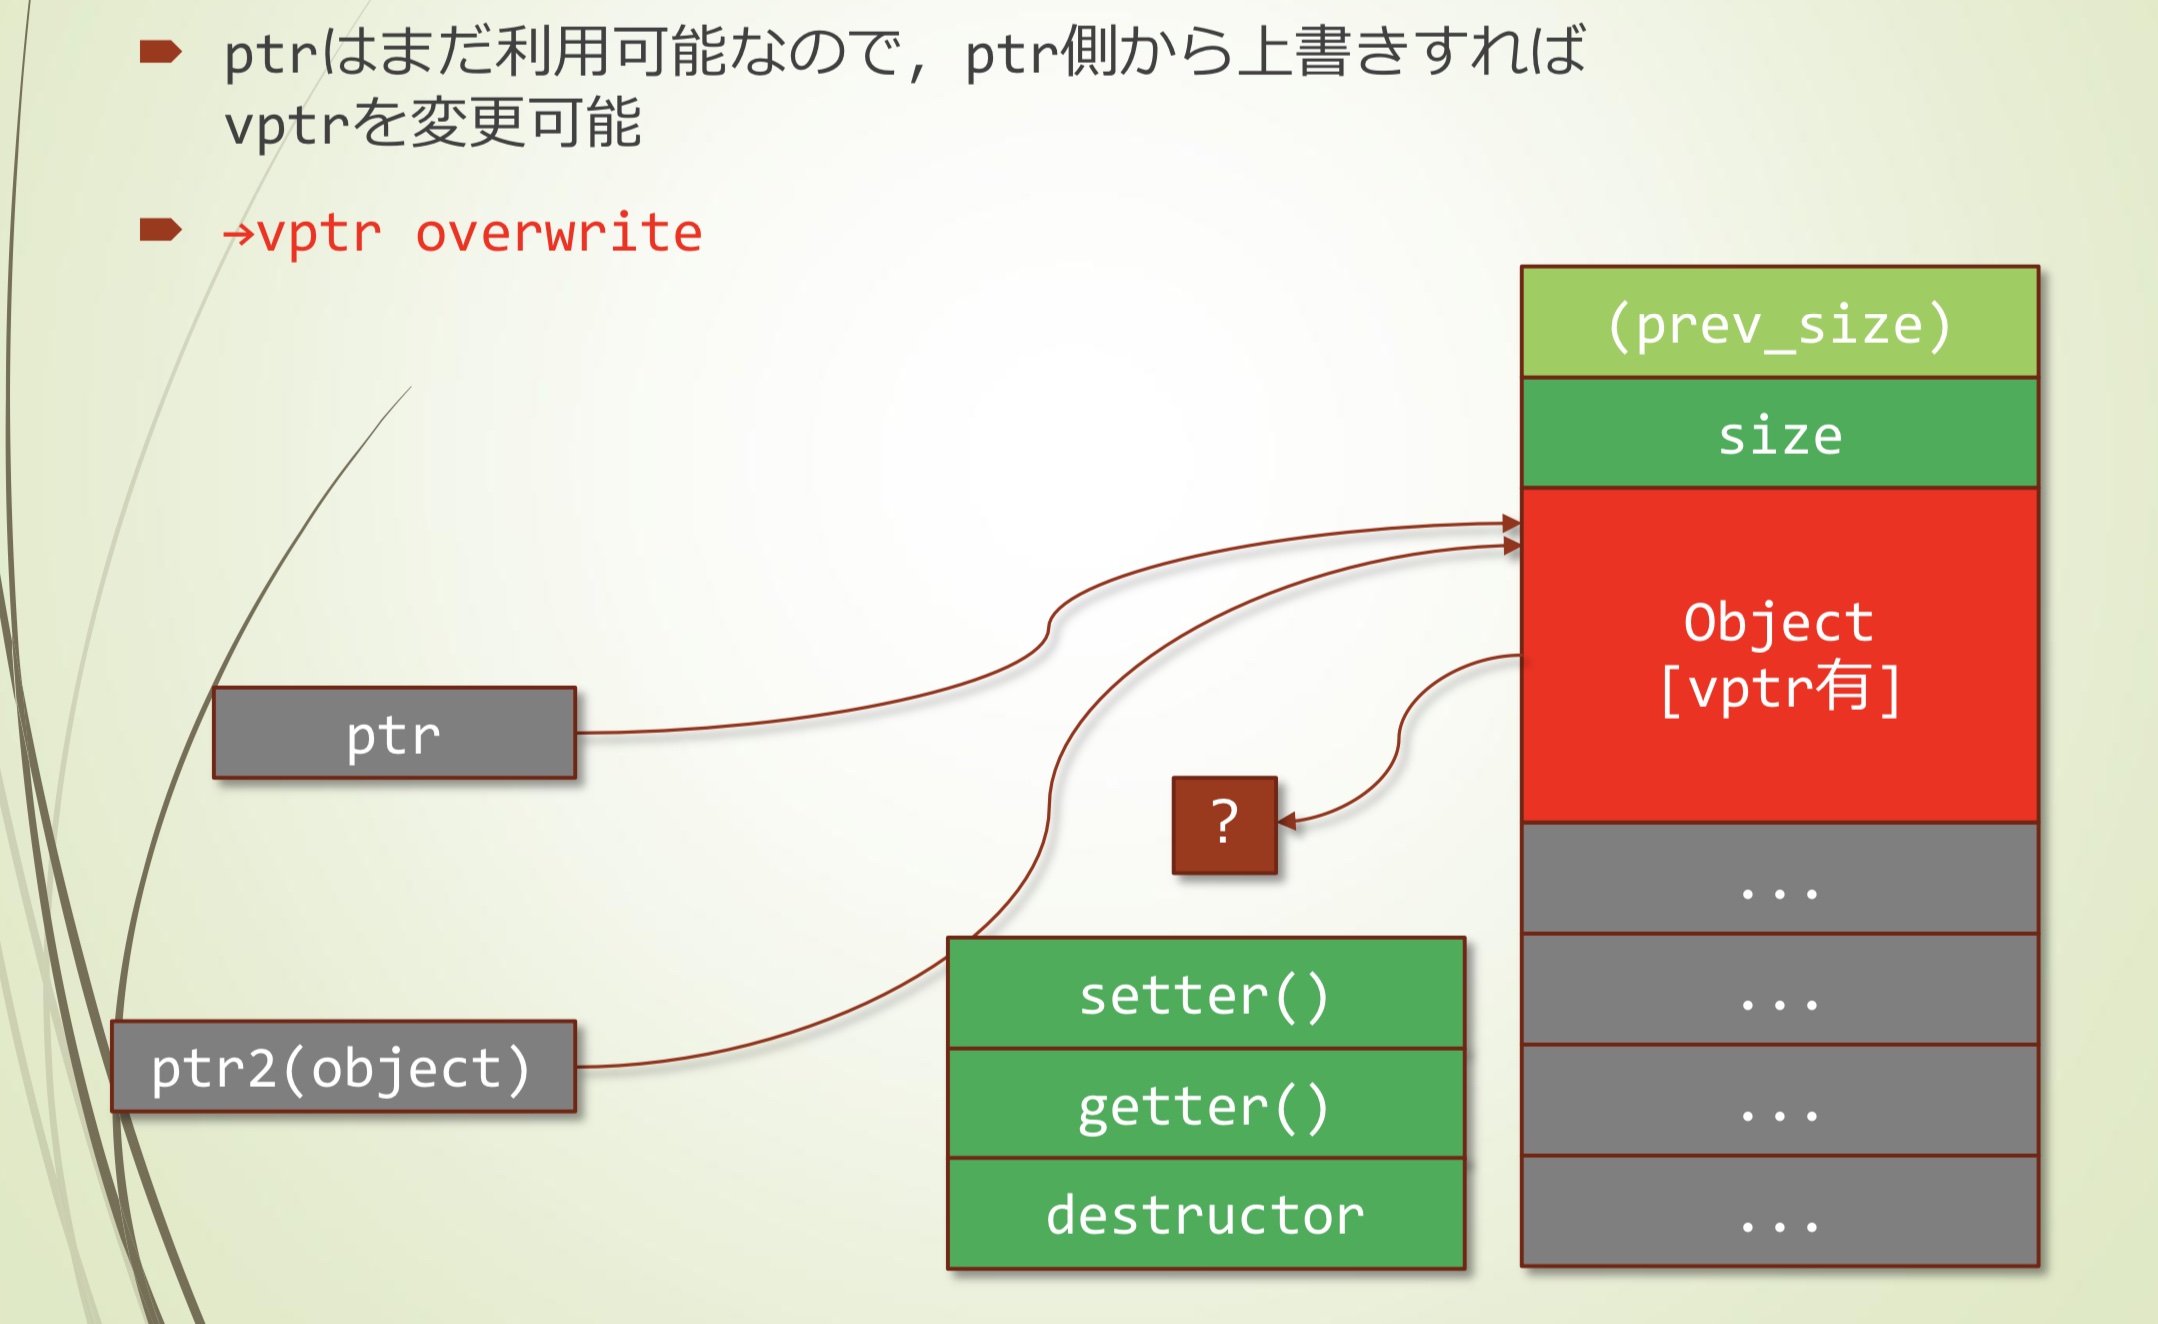 ptrはまだ利用可能なので, ptr側から上書きすれば
vptrを変更可能
→vptr overwrite
(prev_size)
size
Object
[vptr有]
ptr
?
...
setter()
...
ptr2(object)
getter()
...
destructor
...